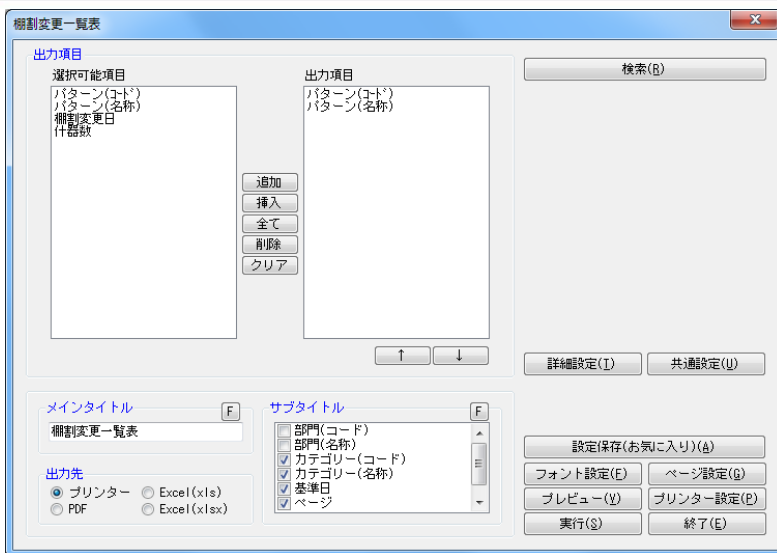 棚割変更一覧表
出力項目
選択可能項目
パターン(ｺｰﾄﾞ)
パターン(名称)
棚割変更日
什器数
追加
挿入
全て
削除
クリア
出力項目
パターン(ｺｰﾄﾞ)
パターン(名称)
↑ ↓
検索(R)
詳細設定(I) 共通設定(U)
メインタイトル F
棚割変更一覧表
出力先
プリンター Excel(xls)
PDF Excel(xlsx)
サブタイトル F
部門(コード)
部門(名称)
カテゴリー(コード)
カテゴリー(名称)
基準日
ページ
設定保存(お気に入り)(A)
フォント設定(F) ページ設定(G)
プレビュー(V) プリンター設定(P)
実行(S) 終了(E)